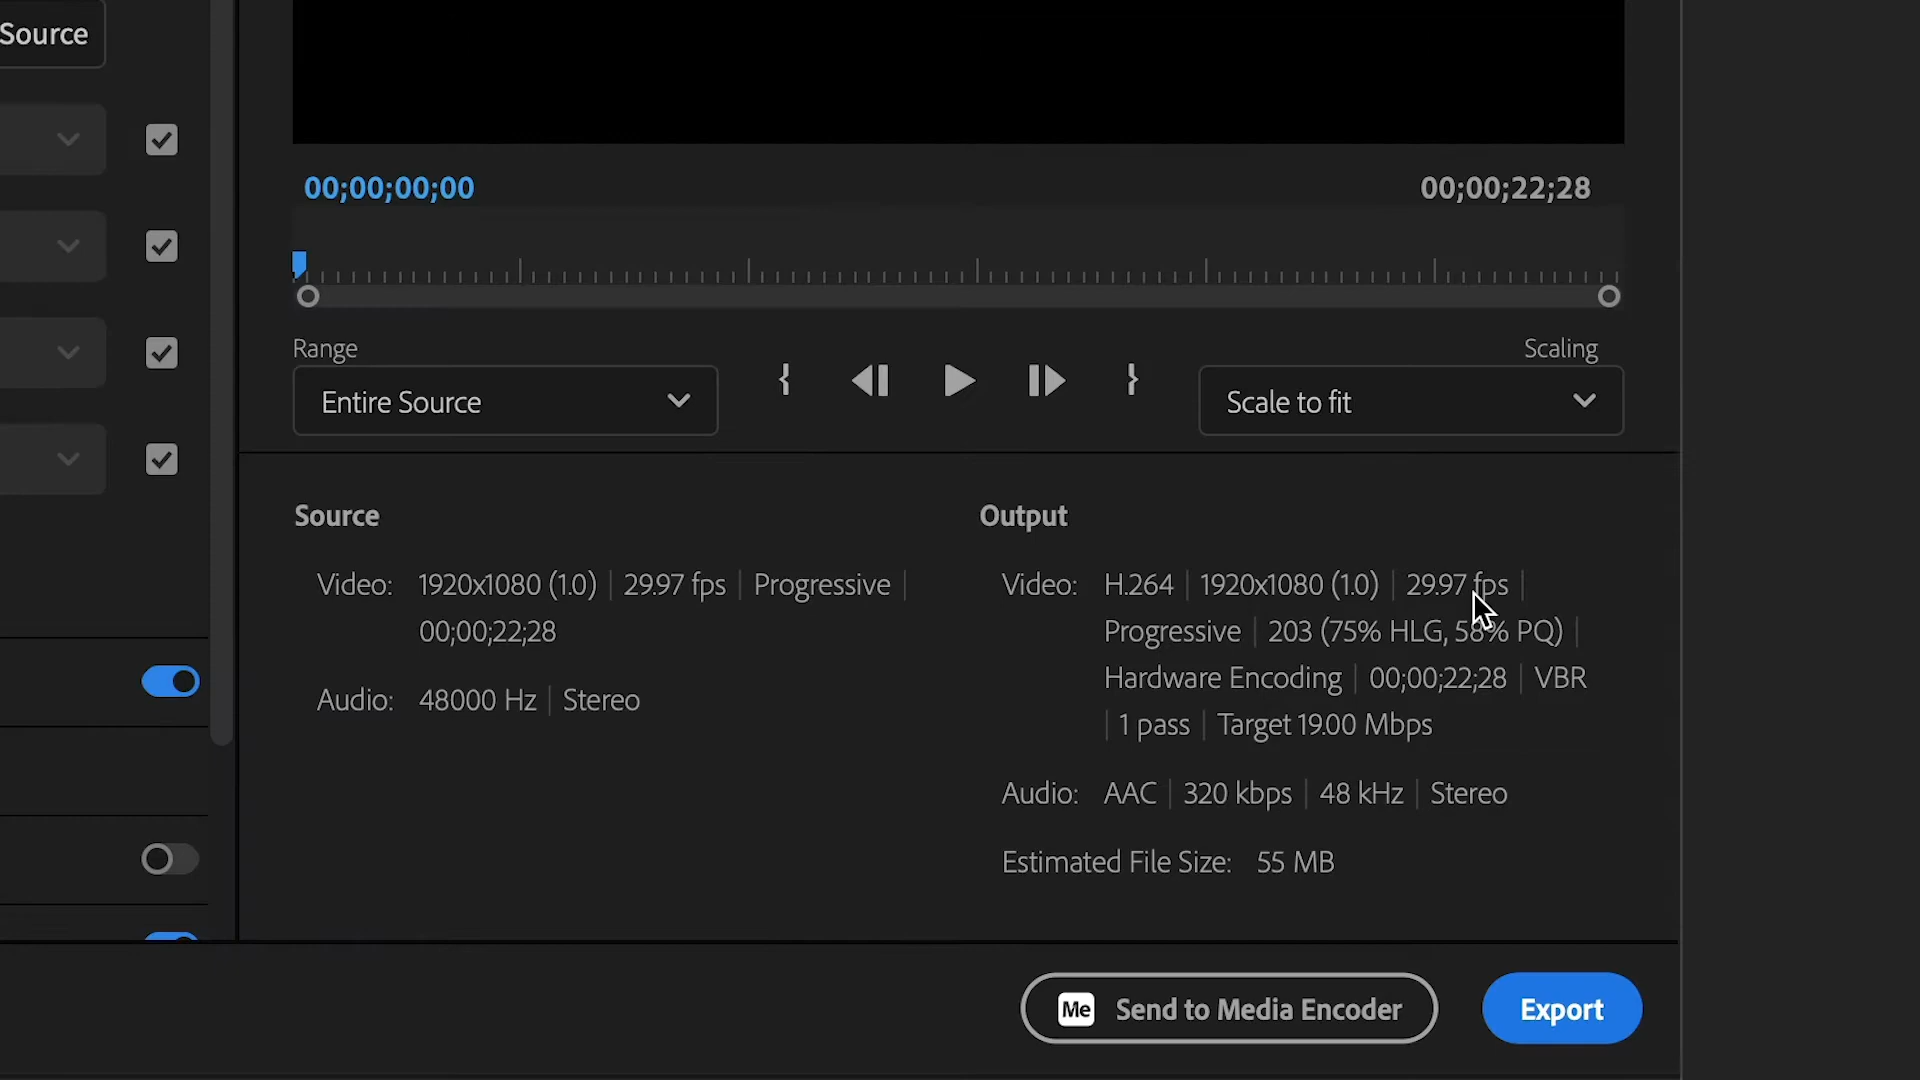 Source
00;00;00;00
00;00;22;28
Range
Scaling
Entire Source
Scale to fit
Source
Video: 1920x1080 (1.0) | 29.97 fps | Progressive |
00;00;22;28
Audio: 48000 Hz | Stereo
Output
Video: H.264 | 1920x1080 (1.0) | 29.97 fps |
Progressive | 203 (75% HLG, 58% PQ) |
Hardware Encoding | 00;00;22;28 | VBR
| 1 pass | Target 19.00 Mbps
Audio: AAC | 320 kbps | 48 kHz | Stereo
Estimated File Size: 55 MB
Me Send to Media Encoder
Export